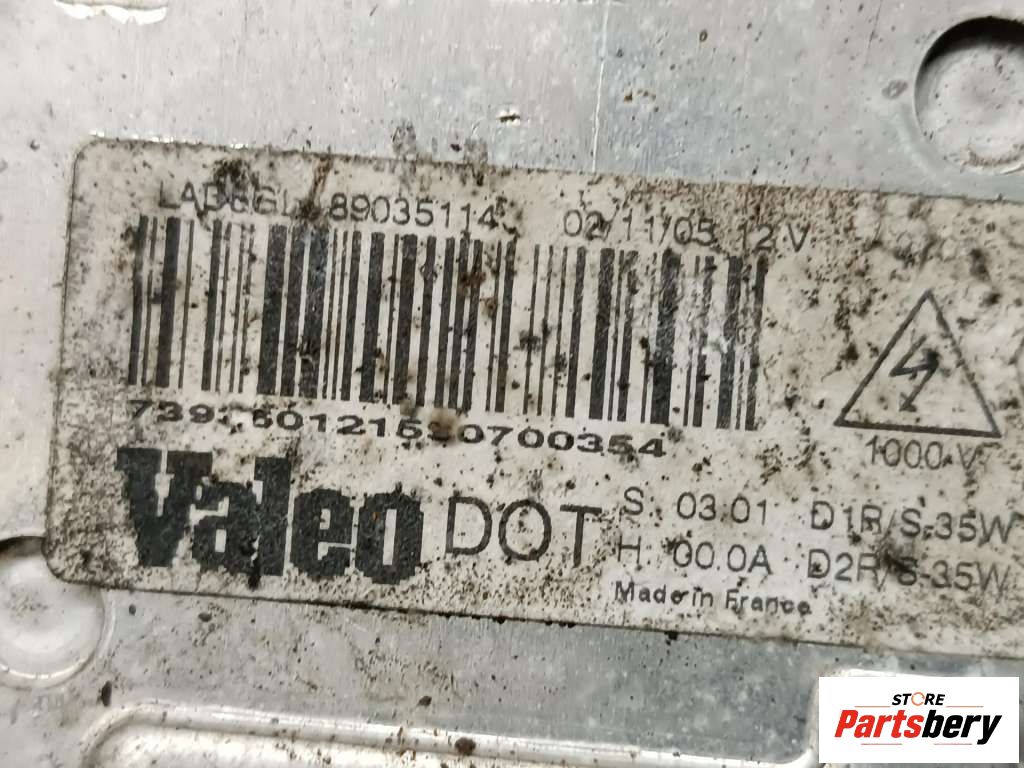 89035114 02/11/05 12 V
1000 V
Valeo DOT
S. 03.01 D1R/S-35W
H. 00.0A D2R/S-35W
Made in France
STORE
Partsbery